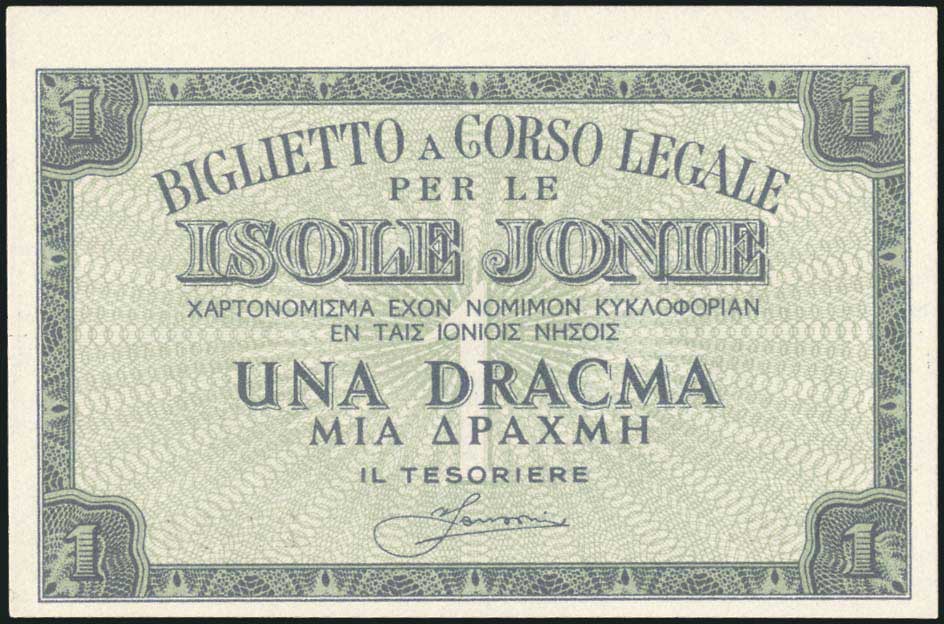 1 1
BIGLIETTO A CORSO LEGALE
PER LE
ISOLE JONIE
ΧΑΡΤΟΝΟΜΙΣΜΑ ΕΧΟΝ ΝΟΜΙΜΟΝ ΚΥΚΛΟΦΟΡΙΑΝ
ΕΝ ΤΑΙΣ ΙΟΝΙΟΙΣ ΝΗΣΟΙΣ
UNA DRACMA
ΜΙΑ ΔΡΑΧΜΗ
IL TESORIERE
1 1